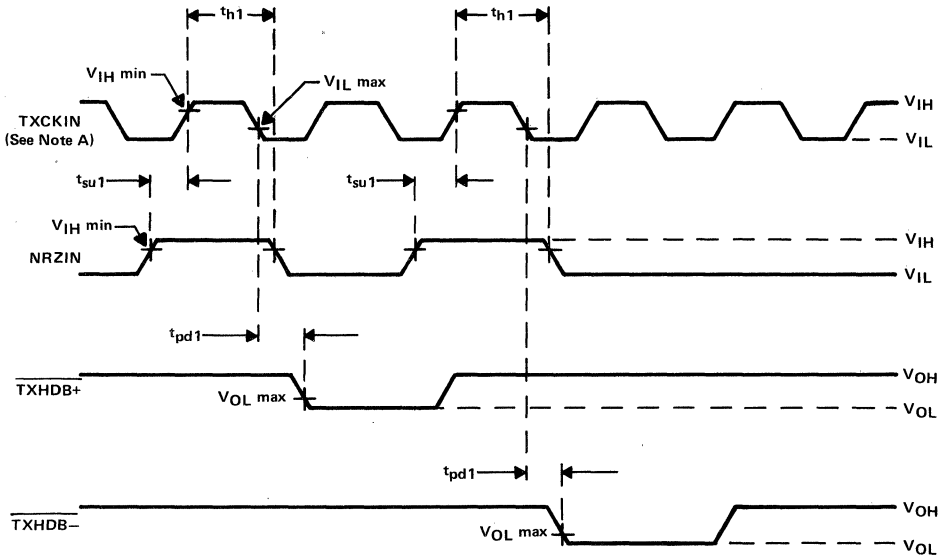 th1 th1
VIH min VIL max
TXCKIN
(See Note A)
VIH
VIL
tsu1 tsu1
VIH min
NRZIN
VIH
VIL
tpd1
TXHDB+
VOL max
VOH
VOL
tpd1
TXHDB−
VOL max
VOH
VOL